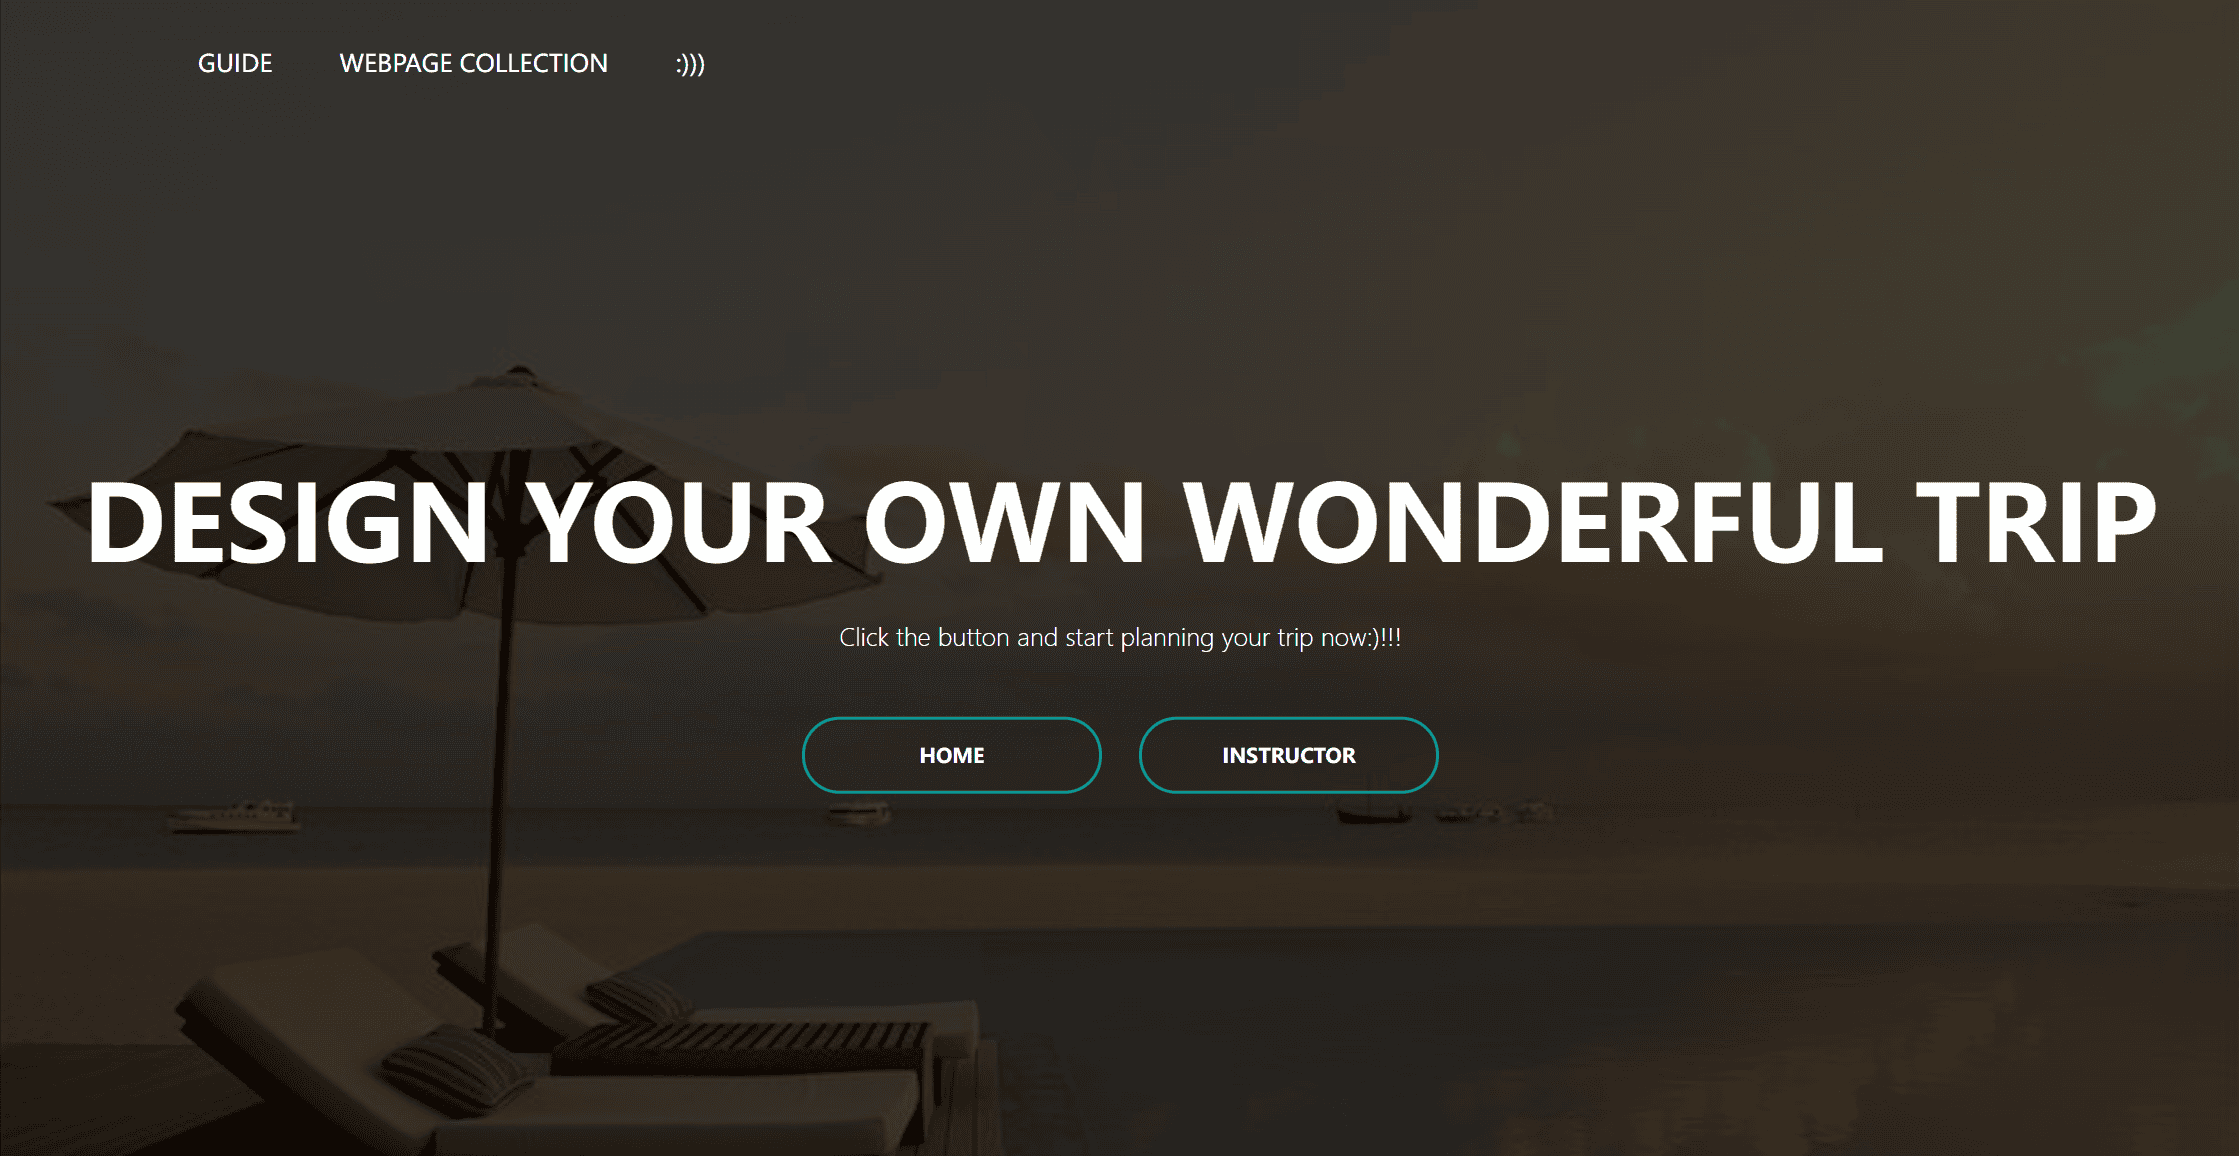 GUIDE WEBPAGE COLLECTION :)))
DESIGN YOUR OWN WONDERFUL TRIP
Click the button and start planning your trip now:)!!!
HOME INSTRUCTOR